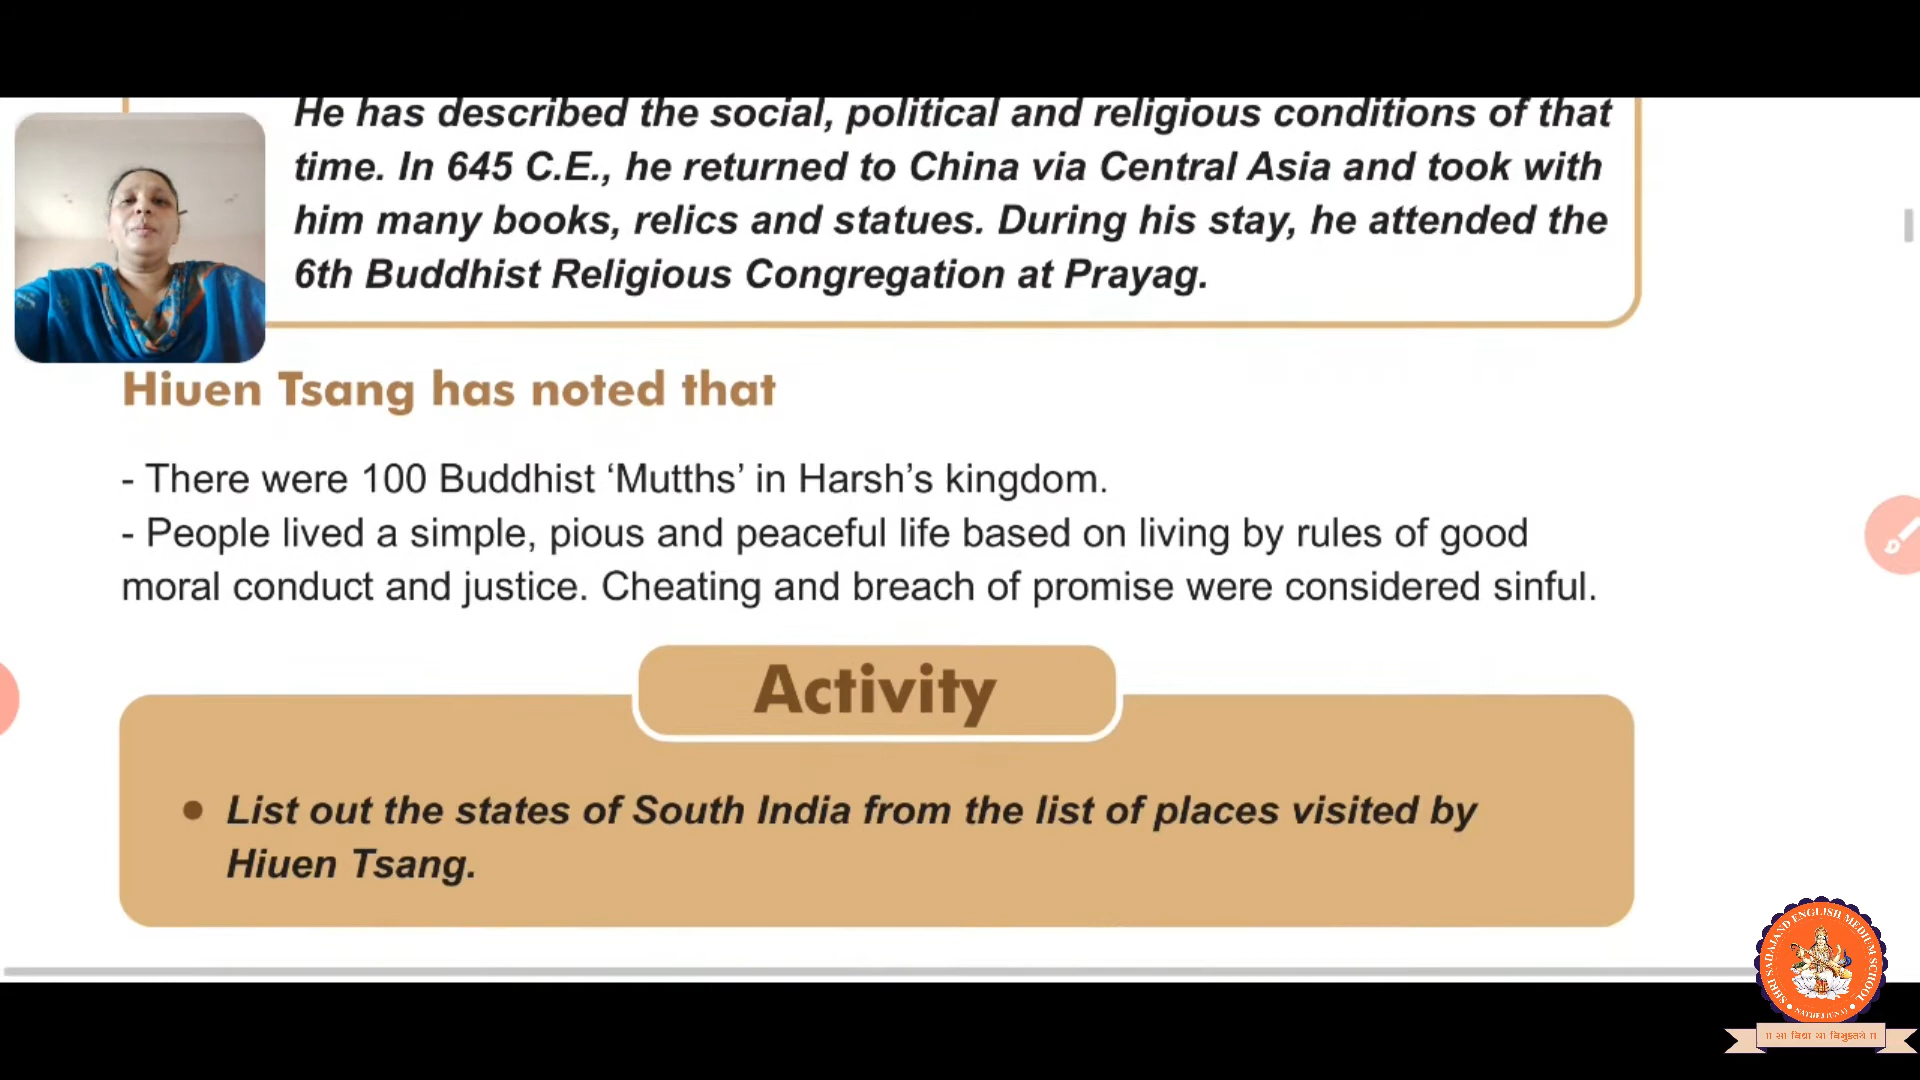 He has described the social, political and religious conditions of that
time. In 645 C.E., he returned to China via Central Asia and took with
him many books, relics and statues. During his stay, he attended the
6th Buddhist Religious Congregation at Prayag.
Hiuen Tsang has noted that
- There were 100 Buddhist ‘Mutths’ in Harsh’s kingdom.
- People lived a simple, pious and peaceful life based on living by rules of good
moral conduct and justice. Cheating and breach of promise were considered sinful.
Activity
• List out the states of South India from the list of places visited by
Hiuen Tsang.
SHRI SADAJAND ENGLISH MEDIUM SCHOOL
॥ सा विद्या या विमुक्तये ॥